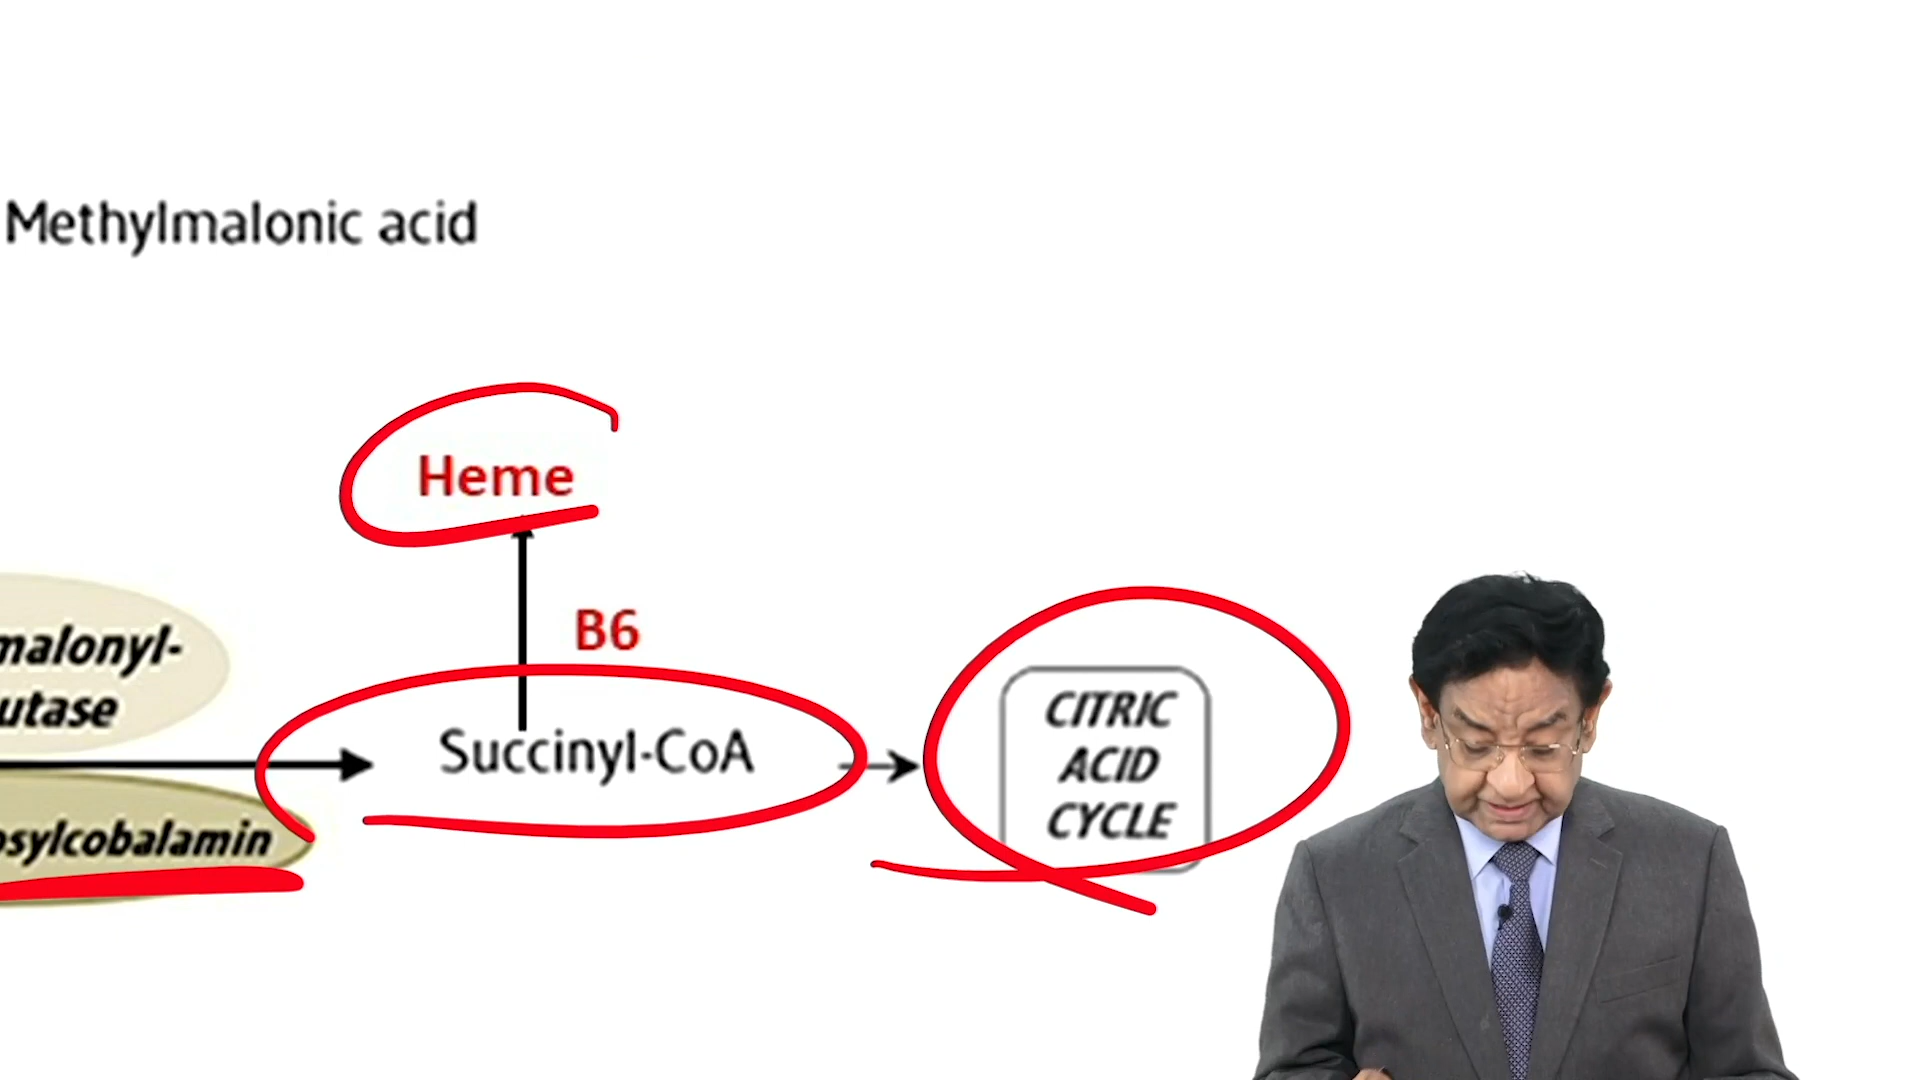 Methylmalonic acid
Heme
B6
malonyl-
utase
Succinyl-CoA
osylcobalamin
CITRIC
ACID
CYCLE